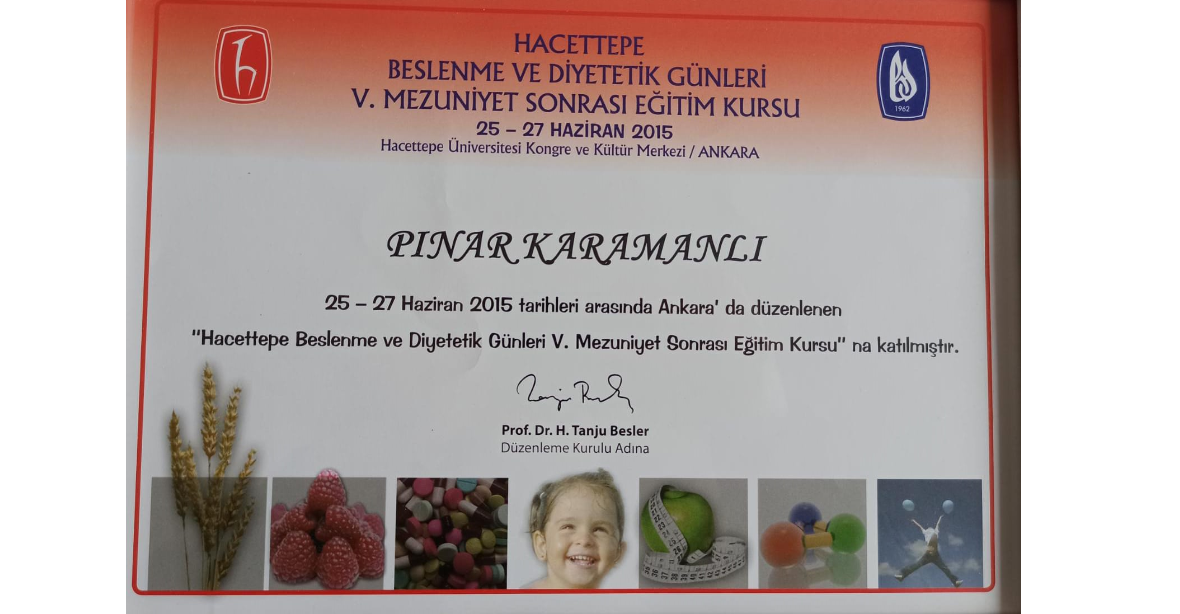 HACETTEPE
BESLENME VE DİYETETİK GÜNLERİ
V. MEZUNİYET SONRASI EĞİTİM KURSU
25 – 27 HAZİRAN 2015
Hacettepe Üniversitesi Kongre ve Kültür Merkezi / ANKARA
1962
PINAR KARAMANLI
25 – 27 Haziran 2015 tarihleri arasında Ankara' da düzenlenen
"Hacettepe Beslenme ve Diyetetik Günleri V. Mezuniyet Sonrası Eğitim Kursu" na katılmıştır.
Prof. Dr. H. Tanju Besler
Düzenleme Kurulu Adına